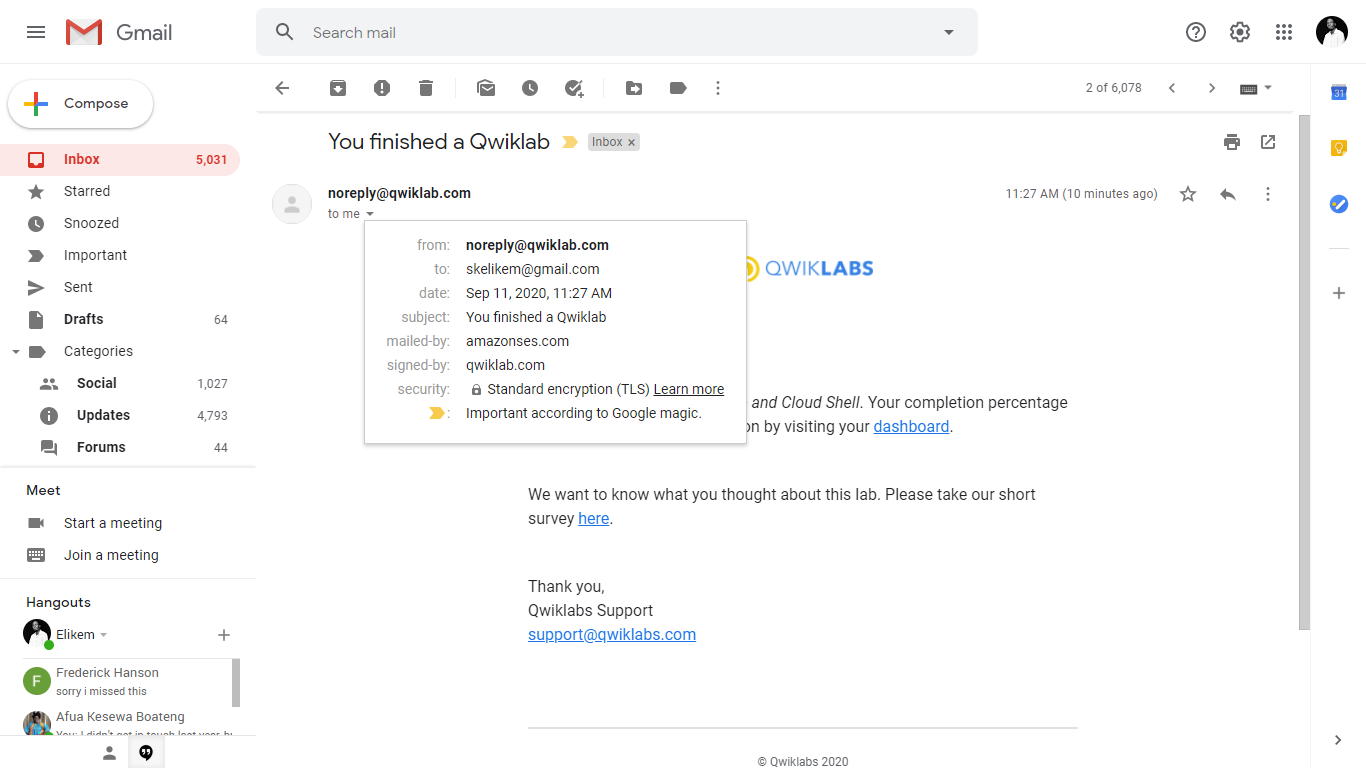 Gmail
Search mail
Compose
2 of 6,078
31
Inbox 5,031
Starred
Snoozed
Important
Sent
Drafts 64
Categories
Social 1,027
Updates 4,793
Forums 44
Meet
Start a meeting
Join a meeting
Hangouts
Elikem
F
Frederick Hanson
sorry i missed this
Afua Kesewa Boateng
You: I didn't get in touch last year b
You finished a Qwiklab Inbox x
noreply@qwiklab.com 11:27 AM (10 minutes ago)
to me
from: noreply@qwiklab.com
to: skelikem@gmail.com
date: Sep 11, 2020, 11:27 AM
subject: You finished a Qwiklab
mailed-by: amazonses.com
signed-by: qwiklab.com
security: Standard encryption (TLS) Learn more
: Important according to Google magic.
QWIKLABS
and Cloud Shell. Your completion percentage
on by visiting your dashboard.
We want to know what you thought about this lab. Please take our short
survey here.
Thank you,
Qwiklabs Support
support@qwiklabs.com
© Qwiklabs 2020